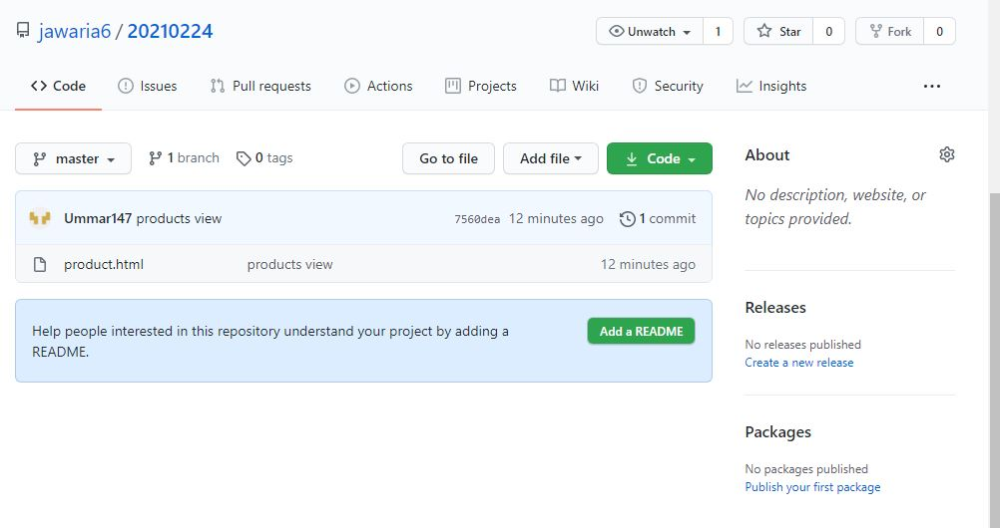 jawaria6 / 20210224
Unwatch 1 Star 0 Fork 0
Code Issues Pull requests Actions Projects Wiki Security Insights ...
master 1 branch 0 tags Go to file Add file Code
Ummar147 products view 7560dea 12 minutes ago 1 commit
product.html products view 12 minutes ago
Help people interested in this repository understand your project by adding a
README.
Add a README
About
No description, website, or
topics provided.
Releases
No releases published
Create a new release
Packages
No packages published
Publish your first package